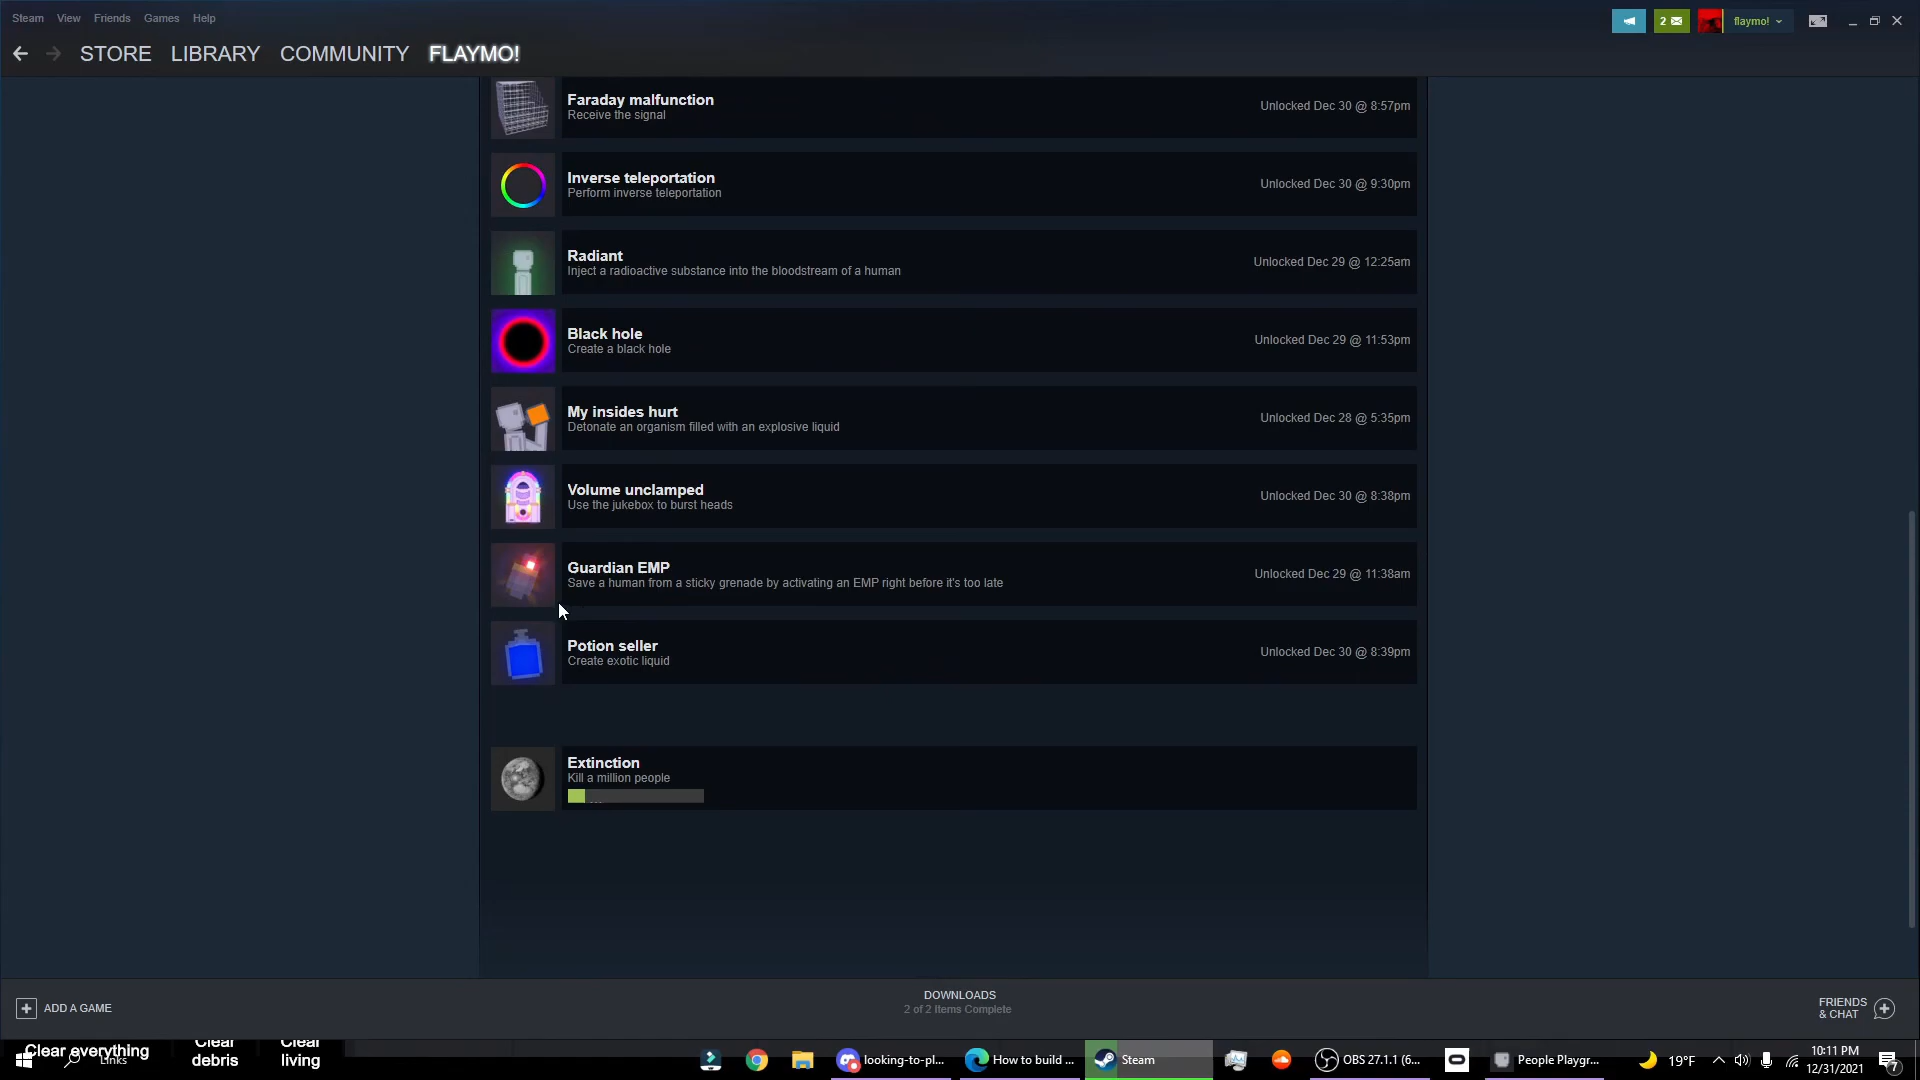 Steam View Friends Games Help
2
flaymo!
STORE LIBRARY COMMUNITY FLAYMO!
Faraday malfunction
Receive the signal
Unlocked Dec 30 @ 8:57pm
Inverse teleportation
Perform inverse teleportation
Unlocked Dec 30 @ 9:30pm
Radiant
Inject a radioactive substance into the bloodstream of a human
Unlocked Dec 29 @ 12:25am
Black hole
Create a black hole
Unlocked Dec 29 @ 11:53pm
My insides hurt
Detonate an organism filled with an explosive liquid
Unlocked Dec 28 @ 5:35pm
Volume unclamped
Use the jukebox to burst heads
Unlocked Dec 30 @ 8:38pm
Guardian EMP
Save a human from a sticky grenade by activating an EMP right before it's too late
Unlocked Dec 29 @ 11:38am
Potion seller
Create exotic liquid
Unlocked Dec 30 @ 8:39pm
Extinction
Kill a million people
...
ADD A GAME
DOWNLOADS
2 of 2 Items Complete
FRIENDS
& CHAT
Clear everything
Links
Clear
debris
Clear
living
looking-to-pl...
How to build ...
Steam
OBS 27.1.1 (6...
People Playgr...
19°F
10:11 PM
12/31/2021
7